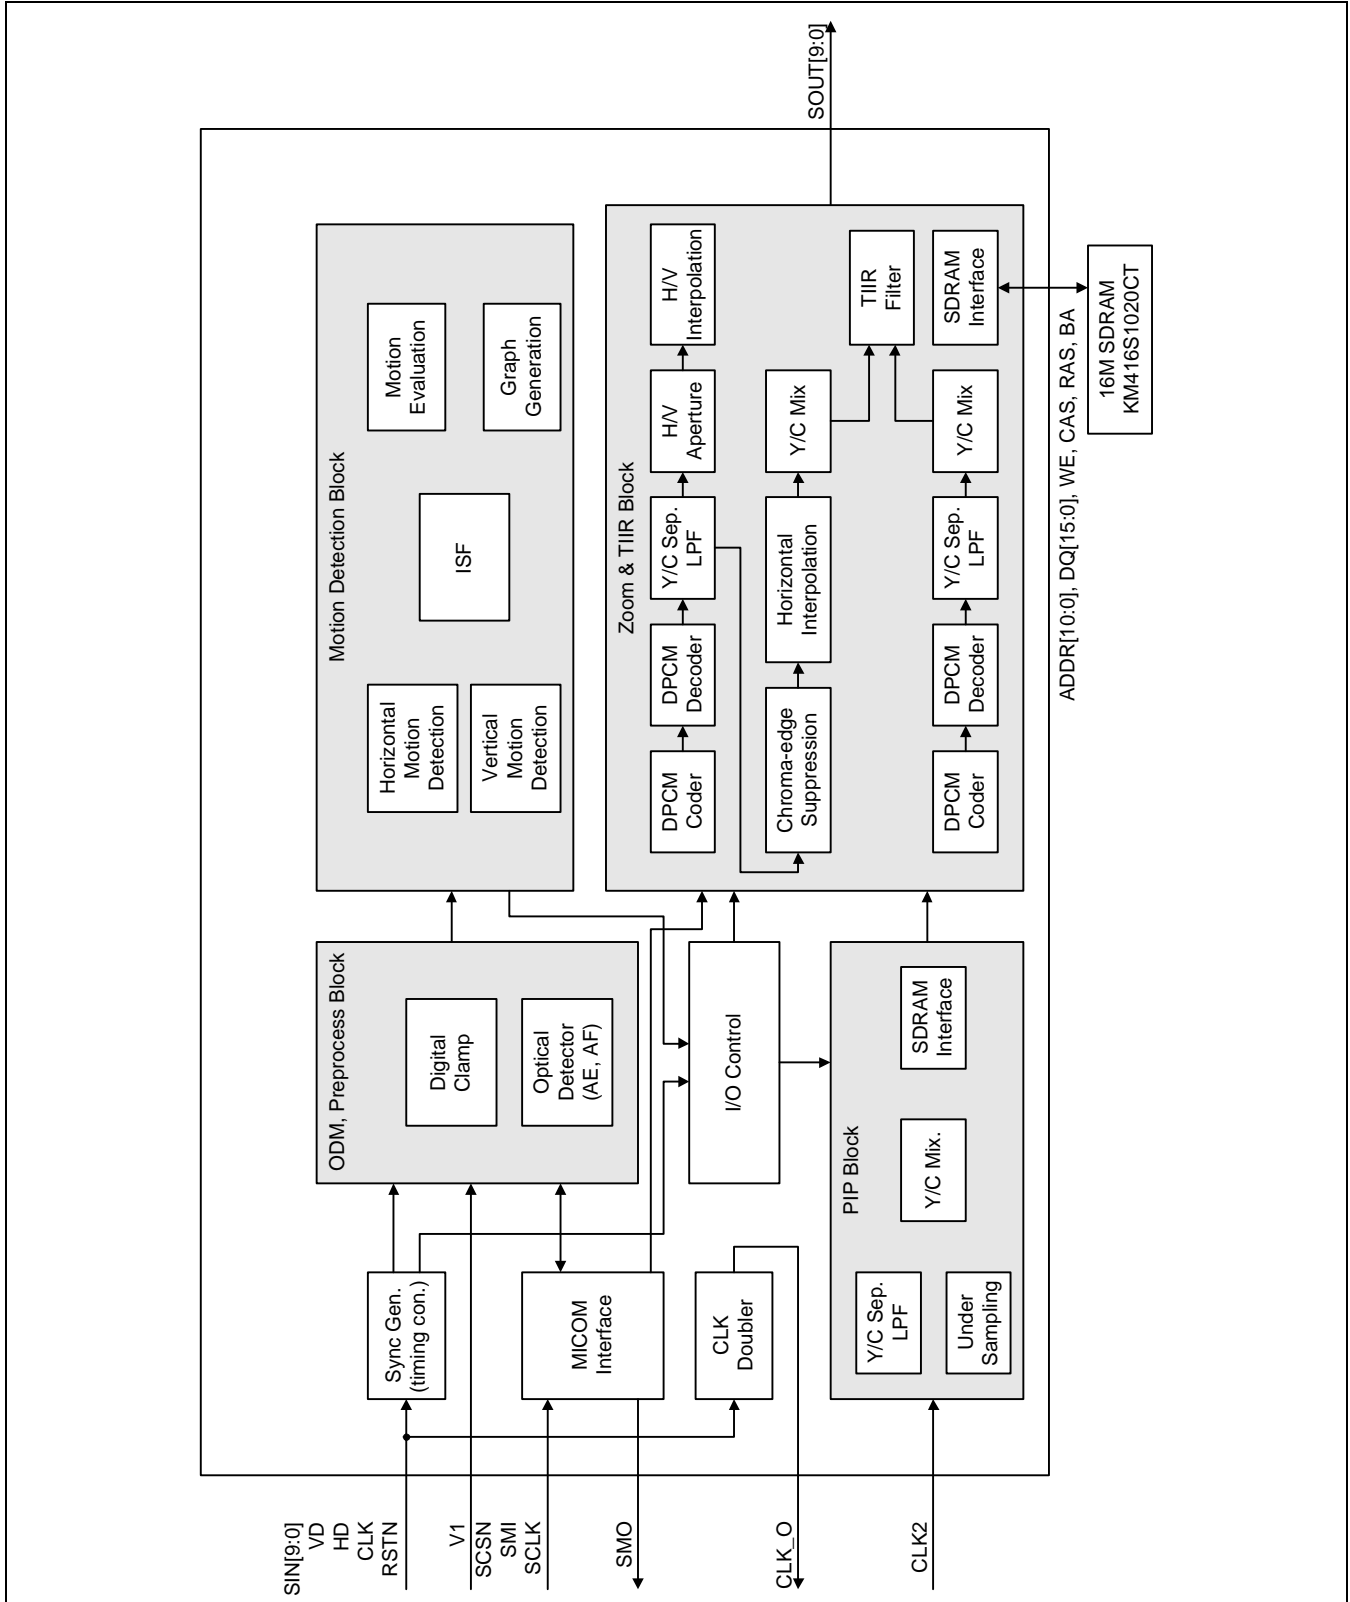 SIN[9:0]
VD
HD
CLK
RSTN
V1
SCSN
SMI
SCLK
SMO
CLK_O
CLK2
Sync Gen.
(timing con.)
MICOM
Interface
CLK
Doubler
ODM, Preprocess Block
Digital
Clamp
Optical
Detector
(AE, AF)
I/O Control
PIP Block
Y/C Sep.
LPF
Under
Sampling
Y/C Mix.
SDRAM
Interface
Motion Detection Block
Horizontal
Motion
Detection
Vertical
Motion
Detection
ISF
Motion
Evaluation
Graph
Generation
Zoom & TIIR Block
DPCM
Coder
DPCM
Decoder
Y/C Sep.
LPF
H/V
Aperture
H/V
Interpolation
Chroma-edge
Suppression
Horizontal
Interpolation
Y/C Mix
TIIR
Filter
DPCM
Coder
DPCM
Decoder
Y/C Sep.
LPF
Y/C Mix
SDRAM
Interface
SOUT[9:0]
ADDR[10:0], DQ[15:0], WE, CAS, RAS, BA
16M SDRAM
KM416S1020CT